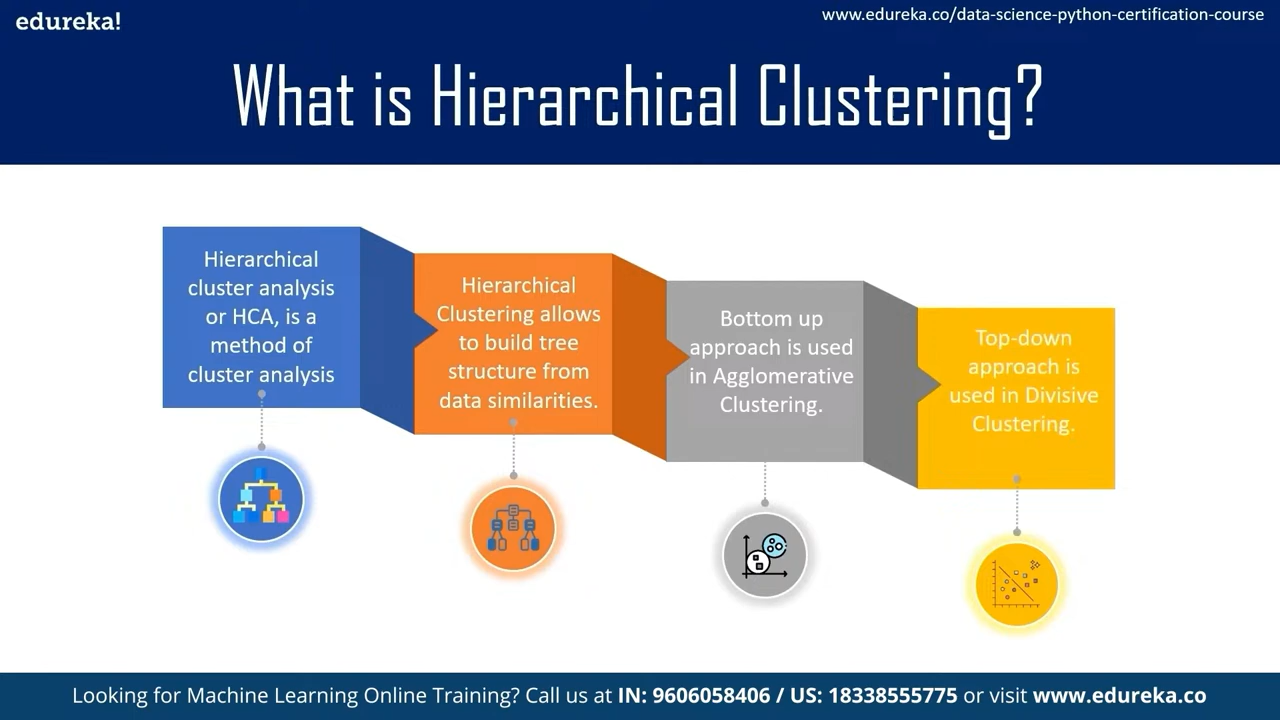 edureka!
www.edureka.co/data-science-python-certification-course
What is Hierarchical Clustering?
Hierarchical
cluster analysis
or HCA, is a
method of
cluster analysis
Hierarchical
Clustering allows
to build tree
structure from
data similarities.
Bottom up
approach is used
in Agglomerative
Clustering.
Top-down
approach is
used in Divisive
Clustering.
Looking for Machine Learning Online Training? Call us at IN: 9606058406 / US: 18338555775 or visit www.edureka.co